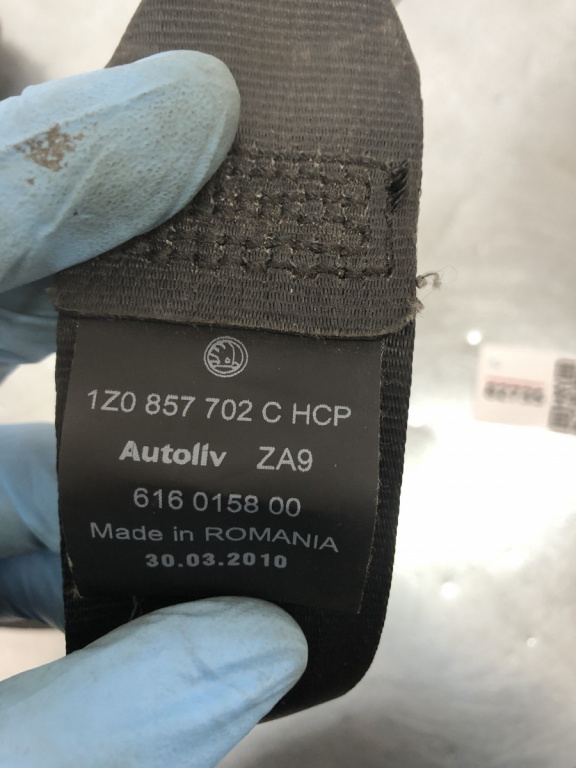 1Z0 857 702 C HCP
Autoliv ZA9
616 0158 00
Made in ROMANIA
30.03.2010